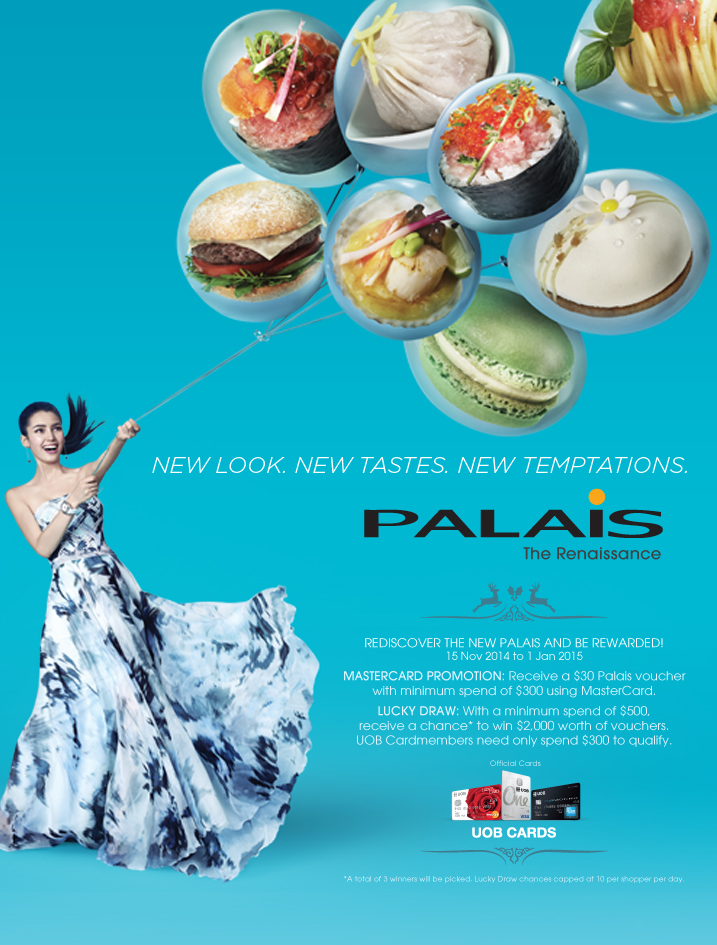 NEW LOOK. NEW TASTES. NEW TEMPTATIONS.
PALAiS
The Renaissance
REDISCOVER THE NEW PALAIS AND BE REWARDED!
15 Nov 2014 to 1 Jan 2015
MASTERCARD PROMOTION: Receive a $30 Palais voucher
with minimum spend of $300 using MasterCard.
LUCKY DRAW: With a minimum spend of $500,
receive a chance* to win $2,000 worth of vouchers.
UOB Cardmembers need only spend $300 to qualify.
Official Cards
UOB
One
VISA
UOB
UOB CARDS
*A total of 3 winners will be picked. Lucky Draw chances capped at 10 per shopper per day.